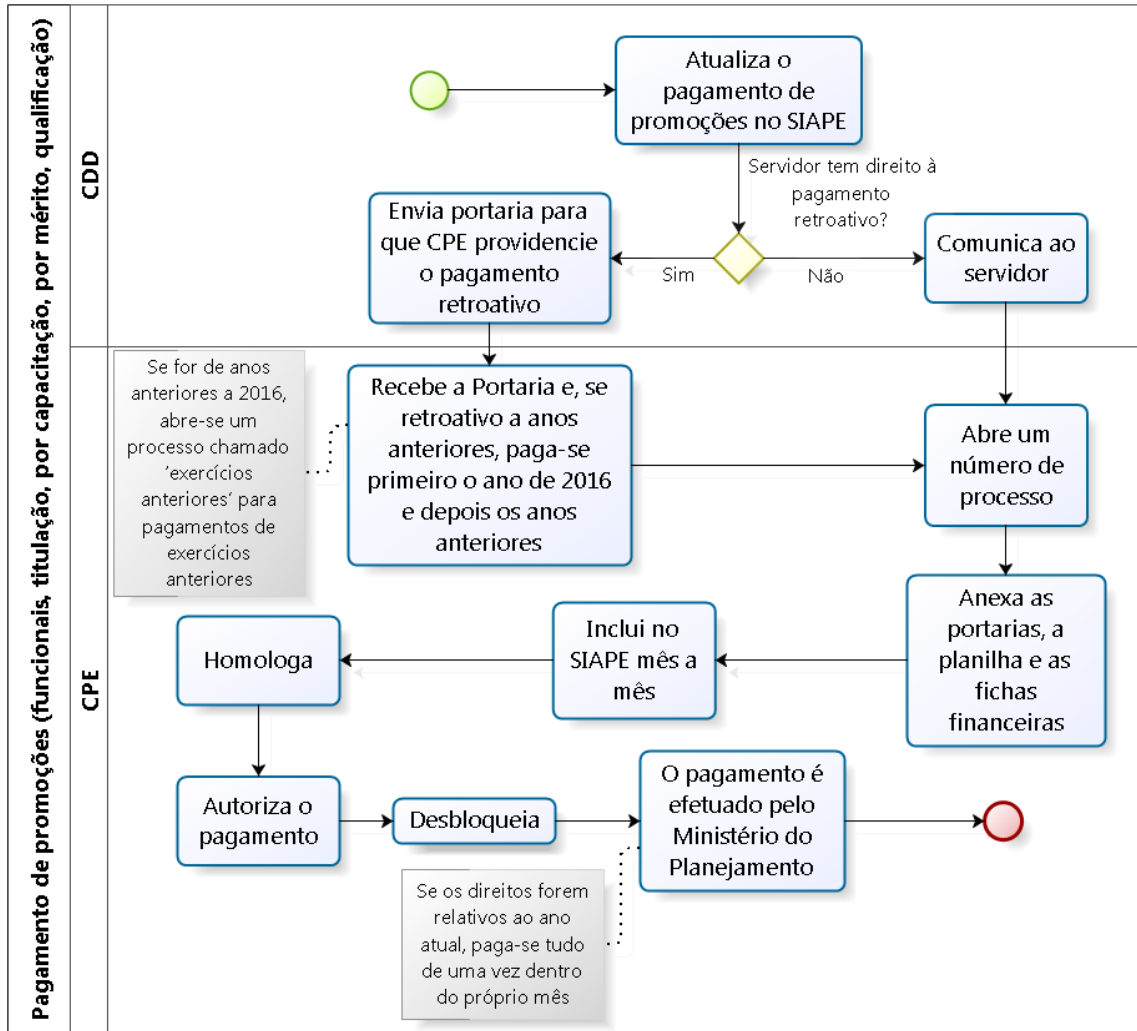 Pagamento de promoções (funcionais, titulação, por capacitação, por mérito, qualificação)
CDD
Atualiza o
pagamento de
promoções no SIAPE
Servidor tem direito à
pagamento
retroativo?
Sim
Não
Envia portaria para
que CPE providencie
o pagamento
retroativo
Comunica ao
servidor
CPE
Se for de anos
anteriores a 2016,
abre-se um
processo chamado
‘exercícios
anteriores‘ para
pagamentos de
exercícios
anteriores
Recebe a Portaria e, se
retroativo a anos
anteriores, paga-se
primeiro o ano de 2016
e depois os anos
anteriores
Abre um
número de
processo
Anexa as
portarias, a
planilha e as
fichas
financeiras
Inclui no
SIAPE mês a
mês
Homologa
Autoriza o
pagamento
Desbloqueia
O pagamento é
efetuado pelo
Ministério do
Planejamento
Se os direitos forem
relativos ao ano
atual, paga-se tudo
de uma vez dentro
do próprio mês